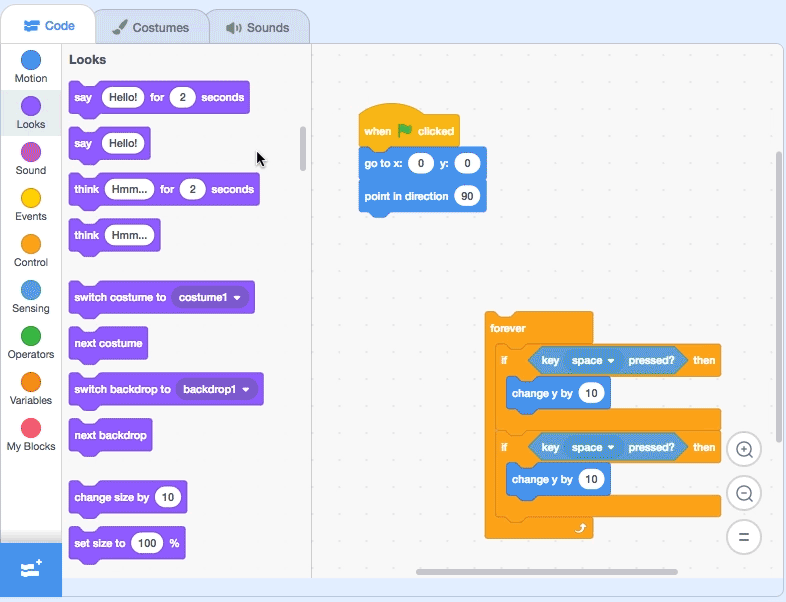 Code
Costumes
Sounds
Motion
Looks
Sound
Events
Control
Sensing
Operators
Variables
My Blocks
Looks
say Hello! for 2 seconds
say Hello!
think Hmm... for 2 seconds
think Hmm...
switch costume to costume1
next costume
switch backdrop to backdrop1
next backdrop
change size by 10
set size to 100 %
when clicked
go to x: 0 y: 0
point in direction 90
forever
if key space pressed? then
change y by 10
if key space pressed? then
change y by 10